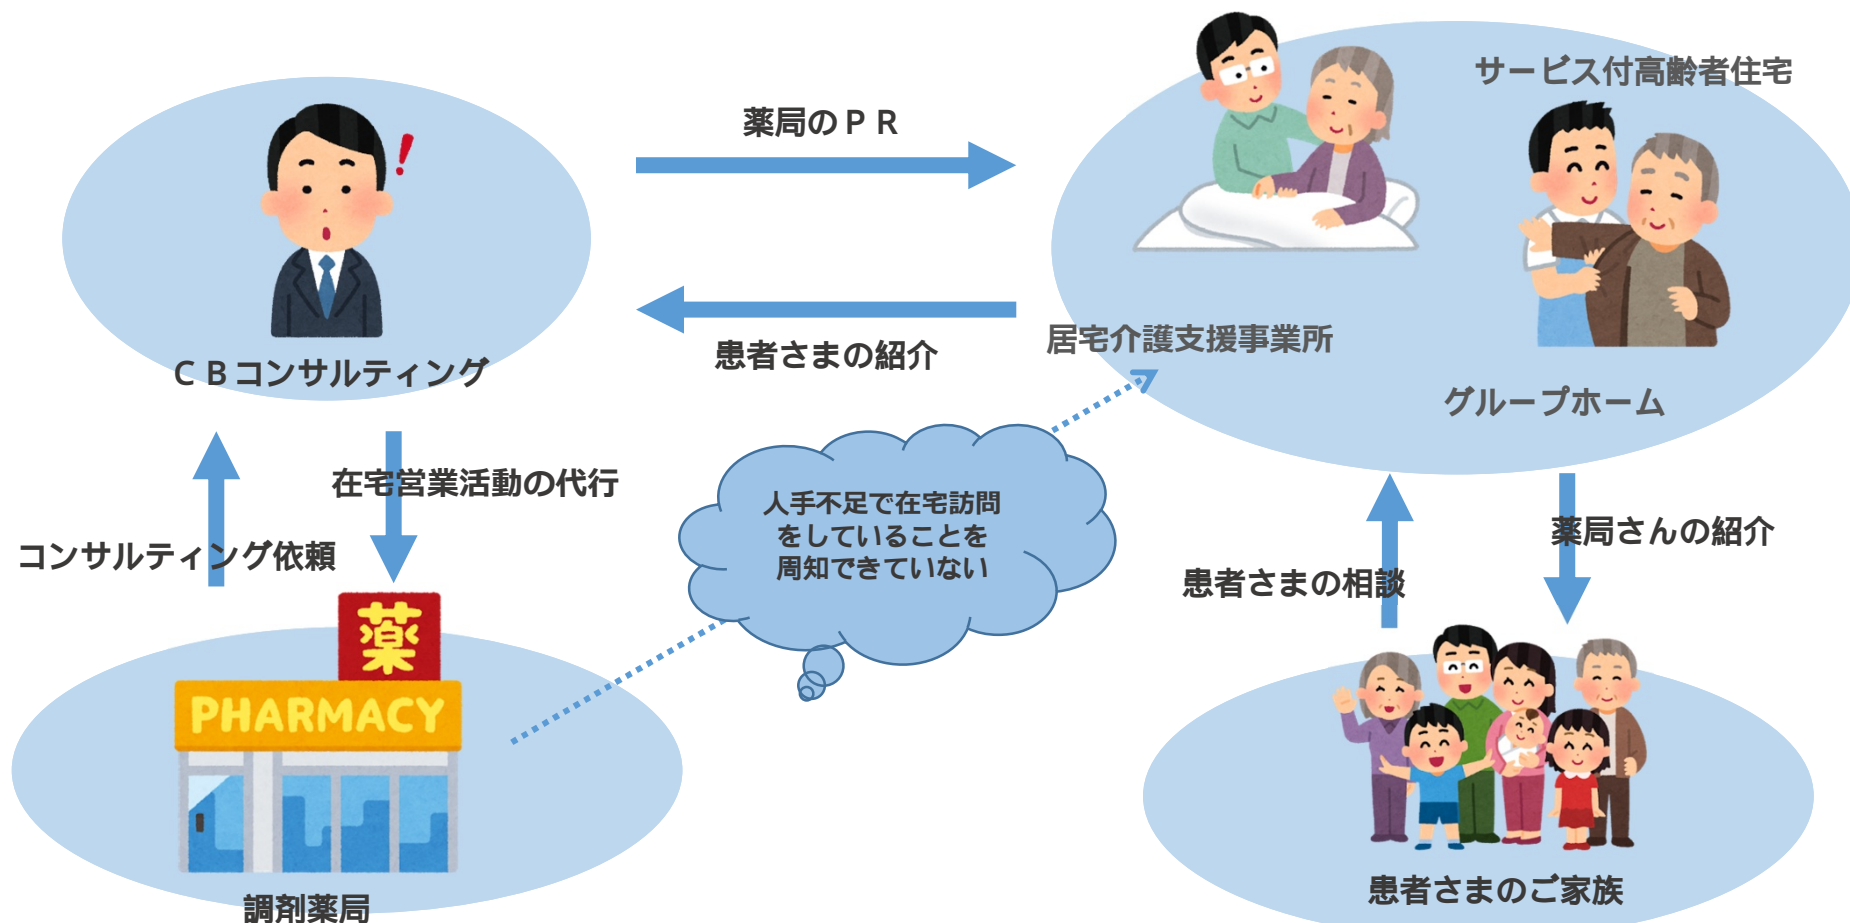 サービス付高齢者住宅
薬局のＰＲ
居宅介護支援事業所
患者さまの紹介
ＣＢコンサルティング
グループホーム
在宅営業活動の代行
人手不足で在宅訪問
をしていることを
周知できていない
薬局さんの紹介
コンサルティング依頼
患者さまの相談
薬
PHARMACY
患者さまのご家族
調剤薬局